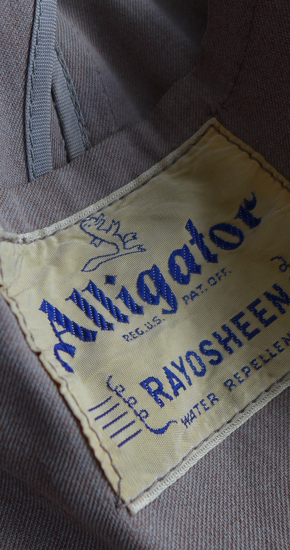 Alligator
REG. U.S. PAT. OFF.
RAYOSHEEN
WATER REPELLEN